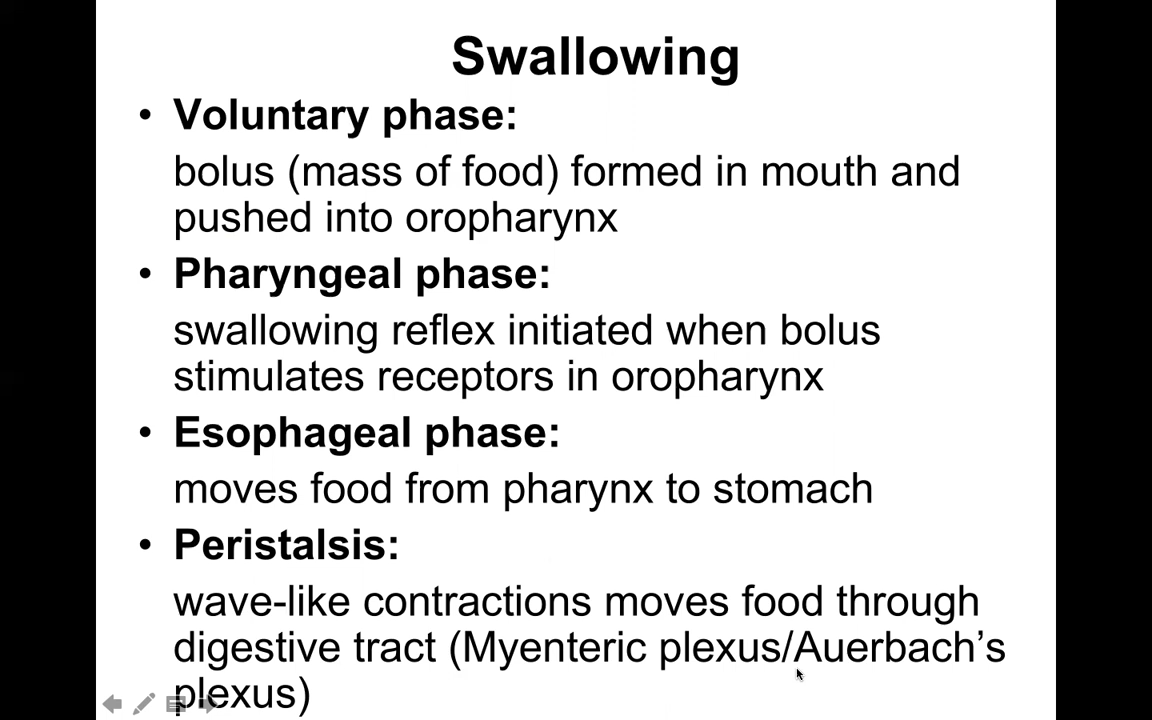 Swallowing
• Voluntary phase:
bolus (mass of food) formed in mouth and
pushed into oropharynx
• Pharyngeal phase:
swallowing reflex initiated when bolus
stimulates receptors in oropharynx
• Esophageal phase:
moves food from pharynx to stomach
• Peristalsis:
wave-like contractions moves food through
digestive tract (Myenteric plexus/Auerbach’s
plexus)